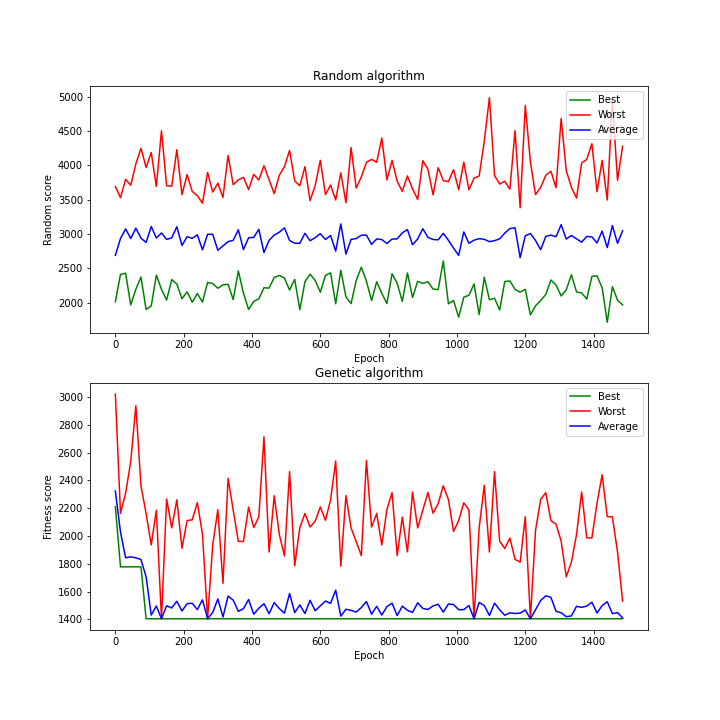 Random algorithm
5000
4500
4000
3500
3000
2500
2000
Random score
Best
Worst
Average
0 200 400 600 800 1000 1200 1400
Epoch
Genetic algorithm
3000
2800
2600
2400
2200
2000
1800
1600
1400
Fitness score
Best
Worst
Average
0 200 400 600 800 1000 1200 1400
Epoch